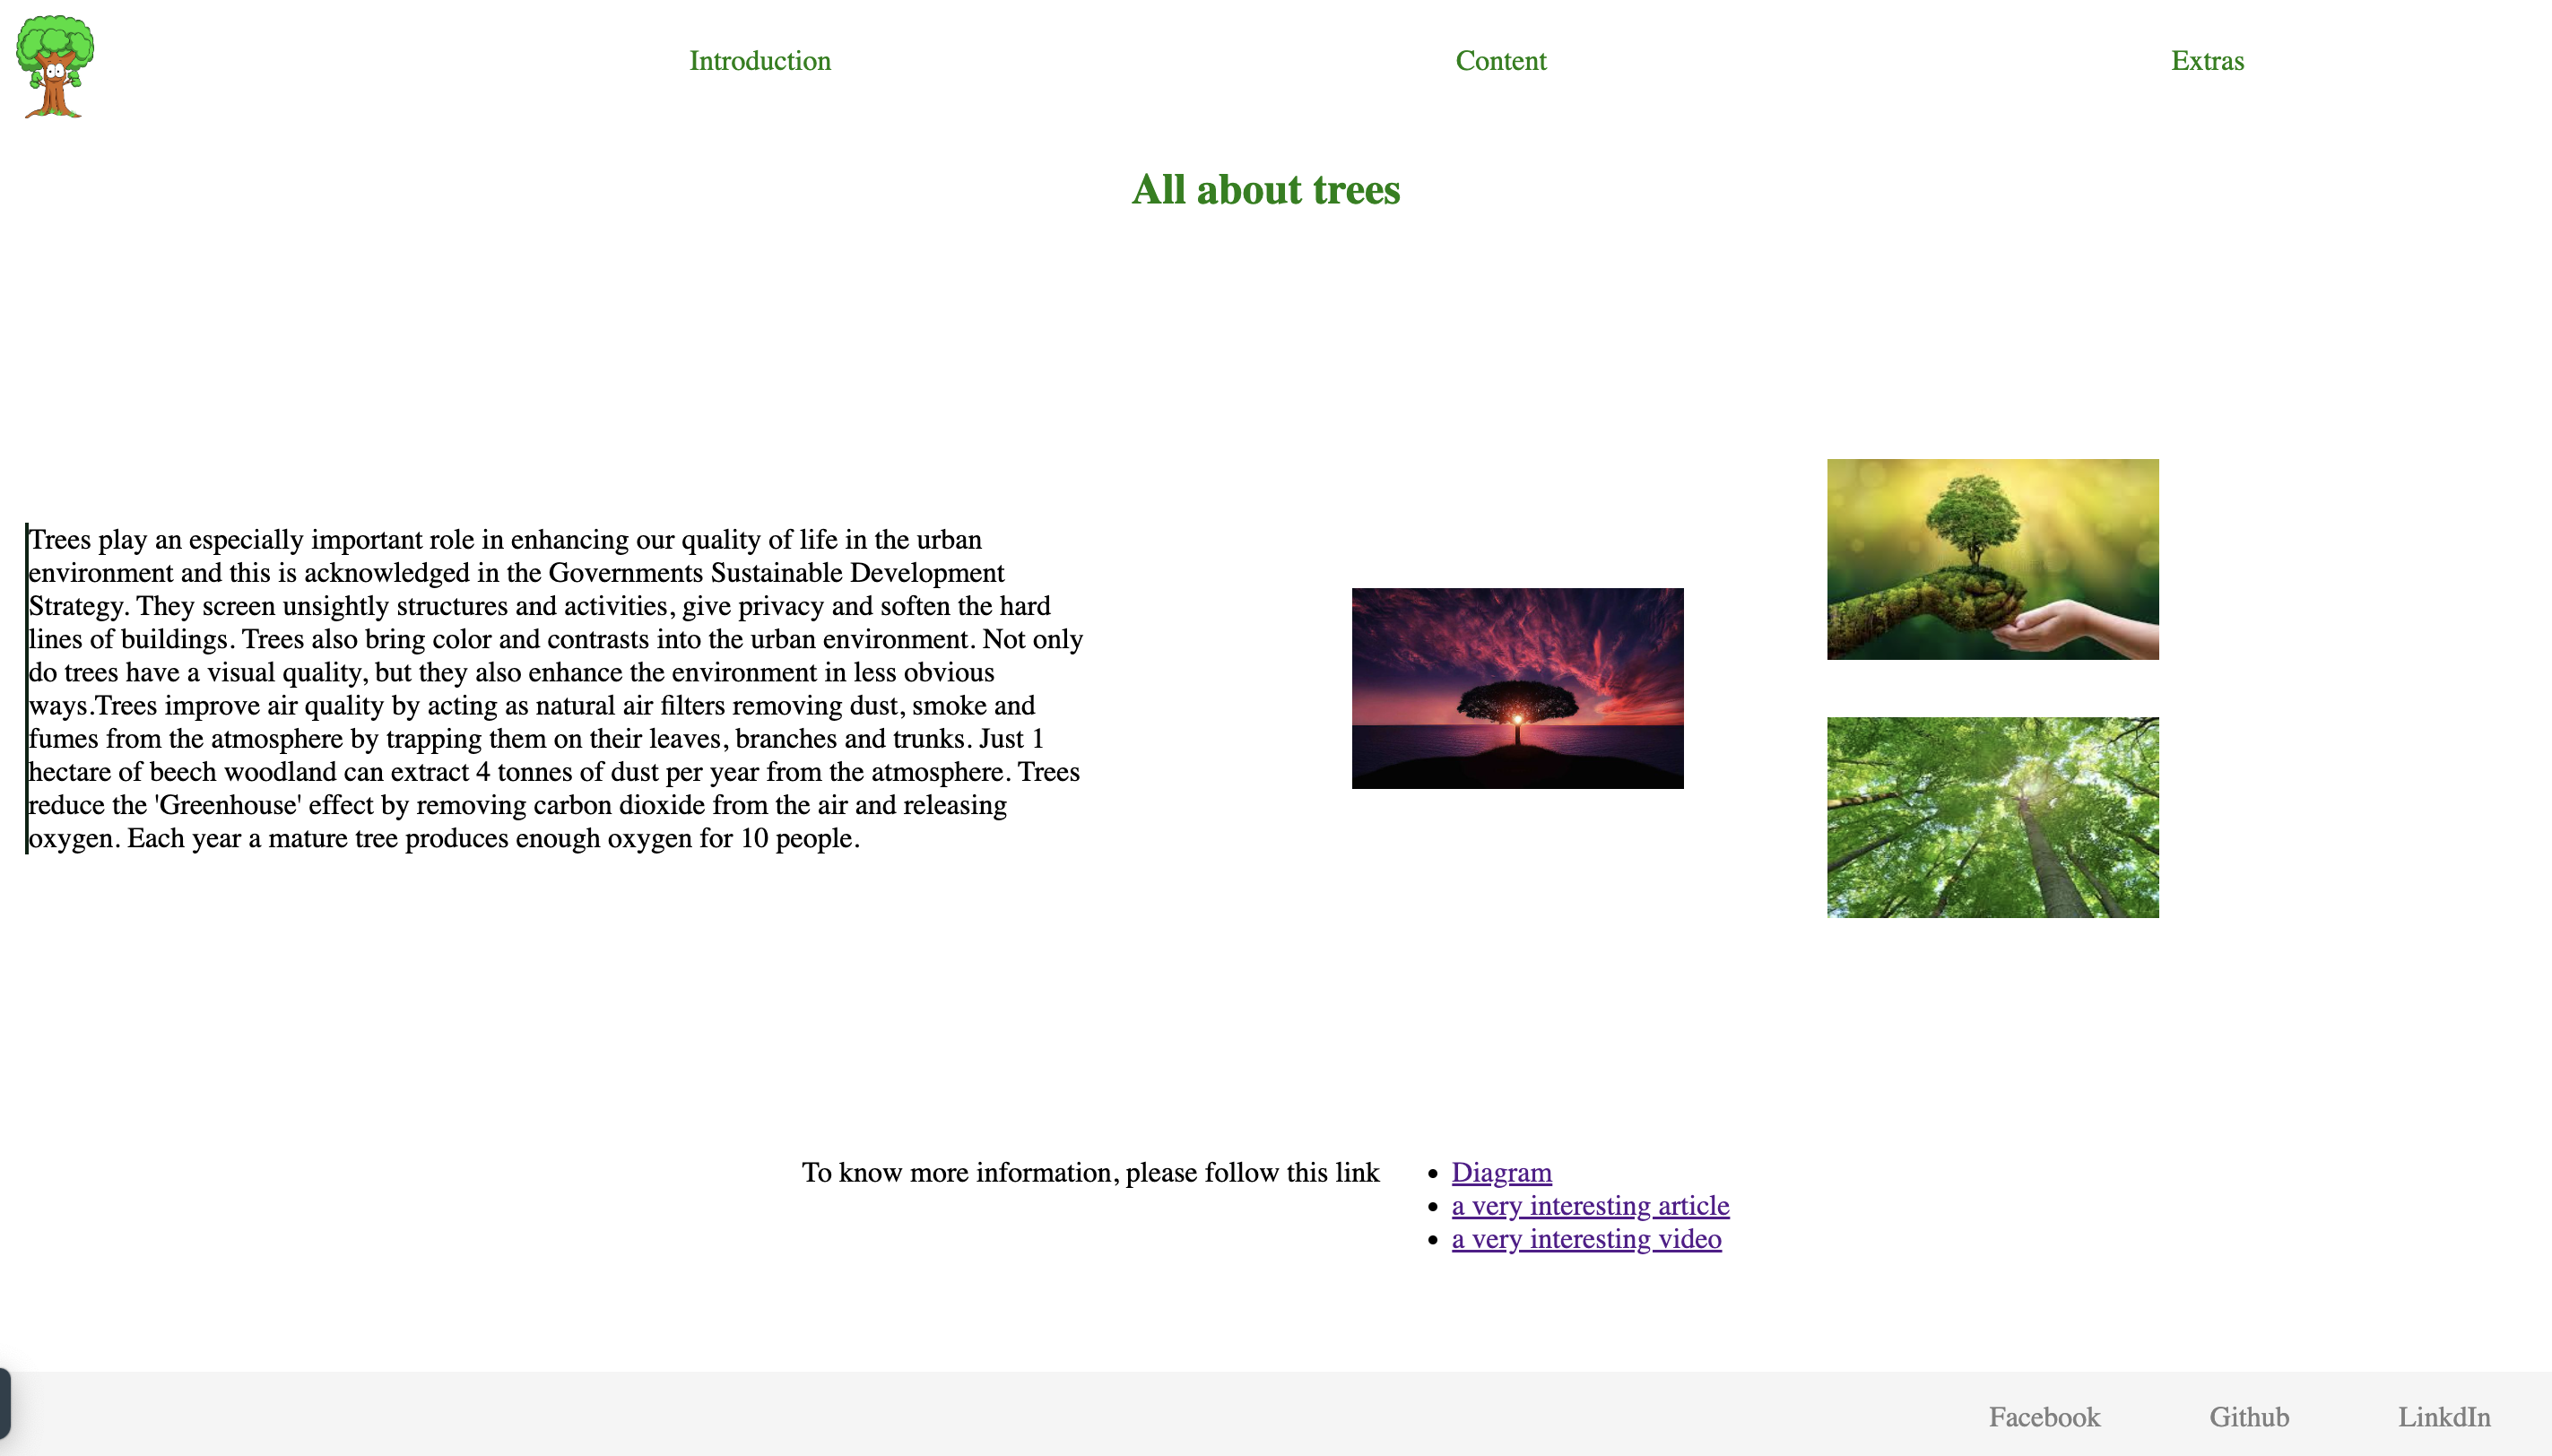 Introduction
Content
Extras
All about trees
Trees play an especially important role in enhancing our quality of life in the urban
environment and this is acknowledged in the Governments Sustainable Development
Strategy. They screen unsightly structures and activities, give privacy and soften the hard
lines of buildings. Trees also bring color and contrasts into the urban environment. Not only
do trees have a visual quality, but they also enhance the environment in less obvious
ways.Trees improve air quality by acting as natural air filters removing dust, smoke and
fumes from the atmosphere by trapping them on their leaves, branches and trunks. Just 1
hectare of beech woodland can extract 4 tonnes of dust per year from the atmosphere. Trees
reduce the 'Greenhouse' effect by removing carbon dioxide from the air and releasing
oxygen. Each year a mature tree produces enough oxygen for 10 people.
To know more information, please follow this link
Diagram
a very interesting article
a very interesting video
Facebook
Github
LinkdIn